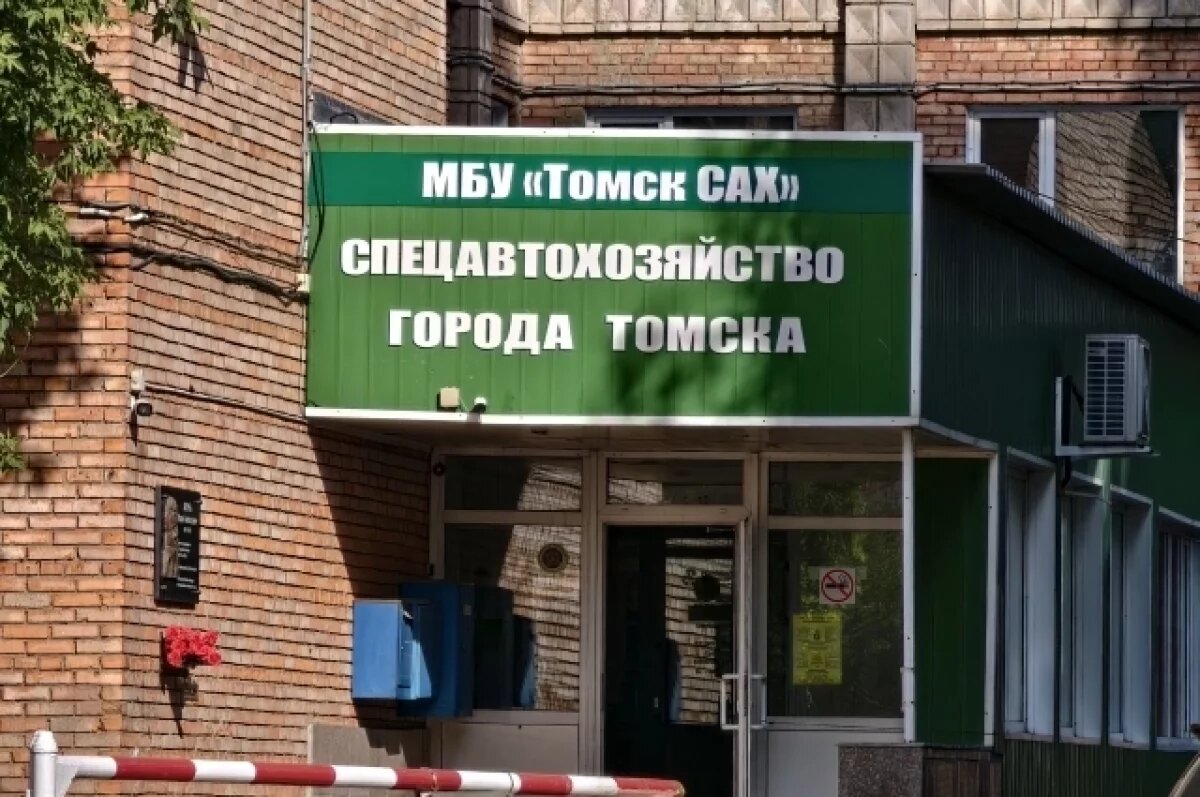 МБУ «Томск САХ»
СПЕЦАВТОХОЗЯЙСТВО
ГОРОДА ТОМСКА